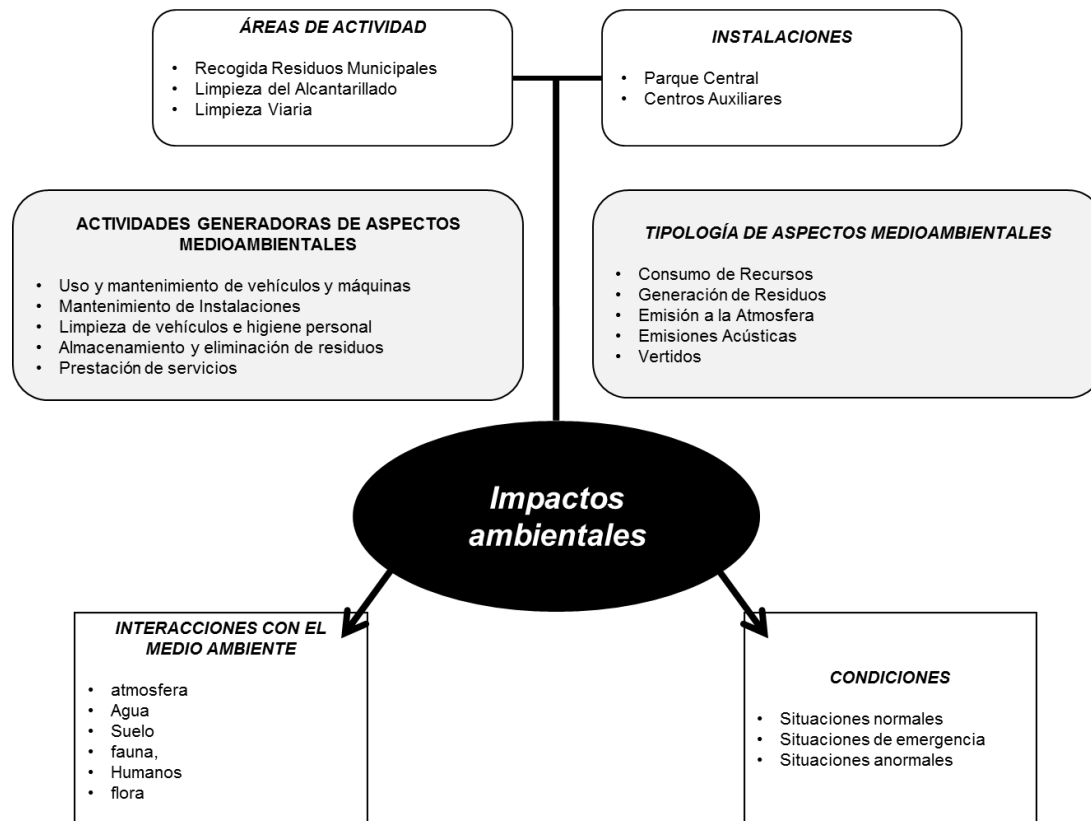 ÁREAS DE ACTIVIDAD
• Recogida Residuos Municipales
• Limpieza del Alcantarillado
• Limpieza Viaria
INSTALACIONES
• Parque Central
• Centros Auxiliares
ACTIVIDADES GENERADORAS DE ASPECTOS
MEDIOAMBIENTALES
• Uso y mantenimiento de vehículos y máquinas
• Mantenimiento de Instalaciones
• Limpieza de vehículos e higiene personal
• Almacenamiento y eliminación de residuos
• Prestación de servicios
TIPOLOGÍA DE ASPECTOS MEDIOAMBIENTALES
• Consumo de Recursos
• Generación de Residuos
• Emisión a la Atmosfera
• Emisiones Acústicas
• Vertidos
Impactos
ambientales
INTERACCIONES CON EL
MEDIO AMBIENTE
• atmosfera
• Agua
• Suelo
• fauna,
• Humanos
• flora
CONDICIONES
• Situaciones normales
• Situaciones de emergencia
• Situaciones anormales